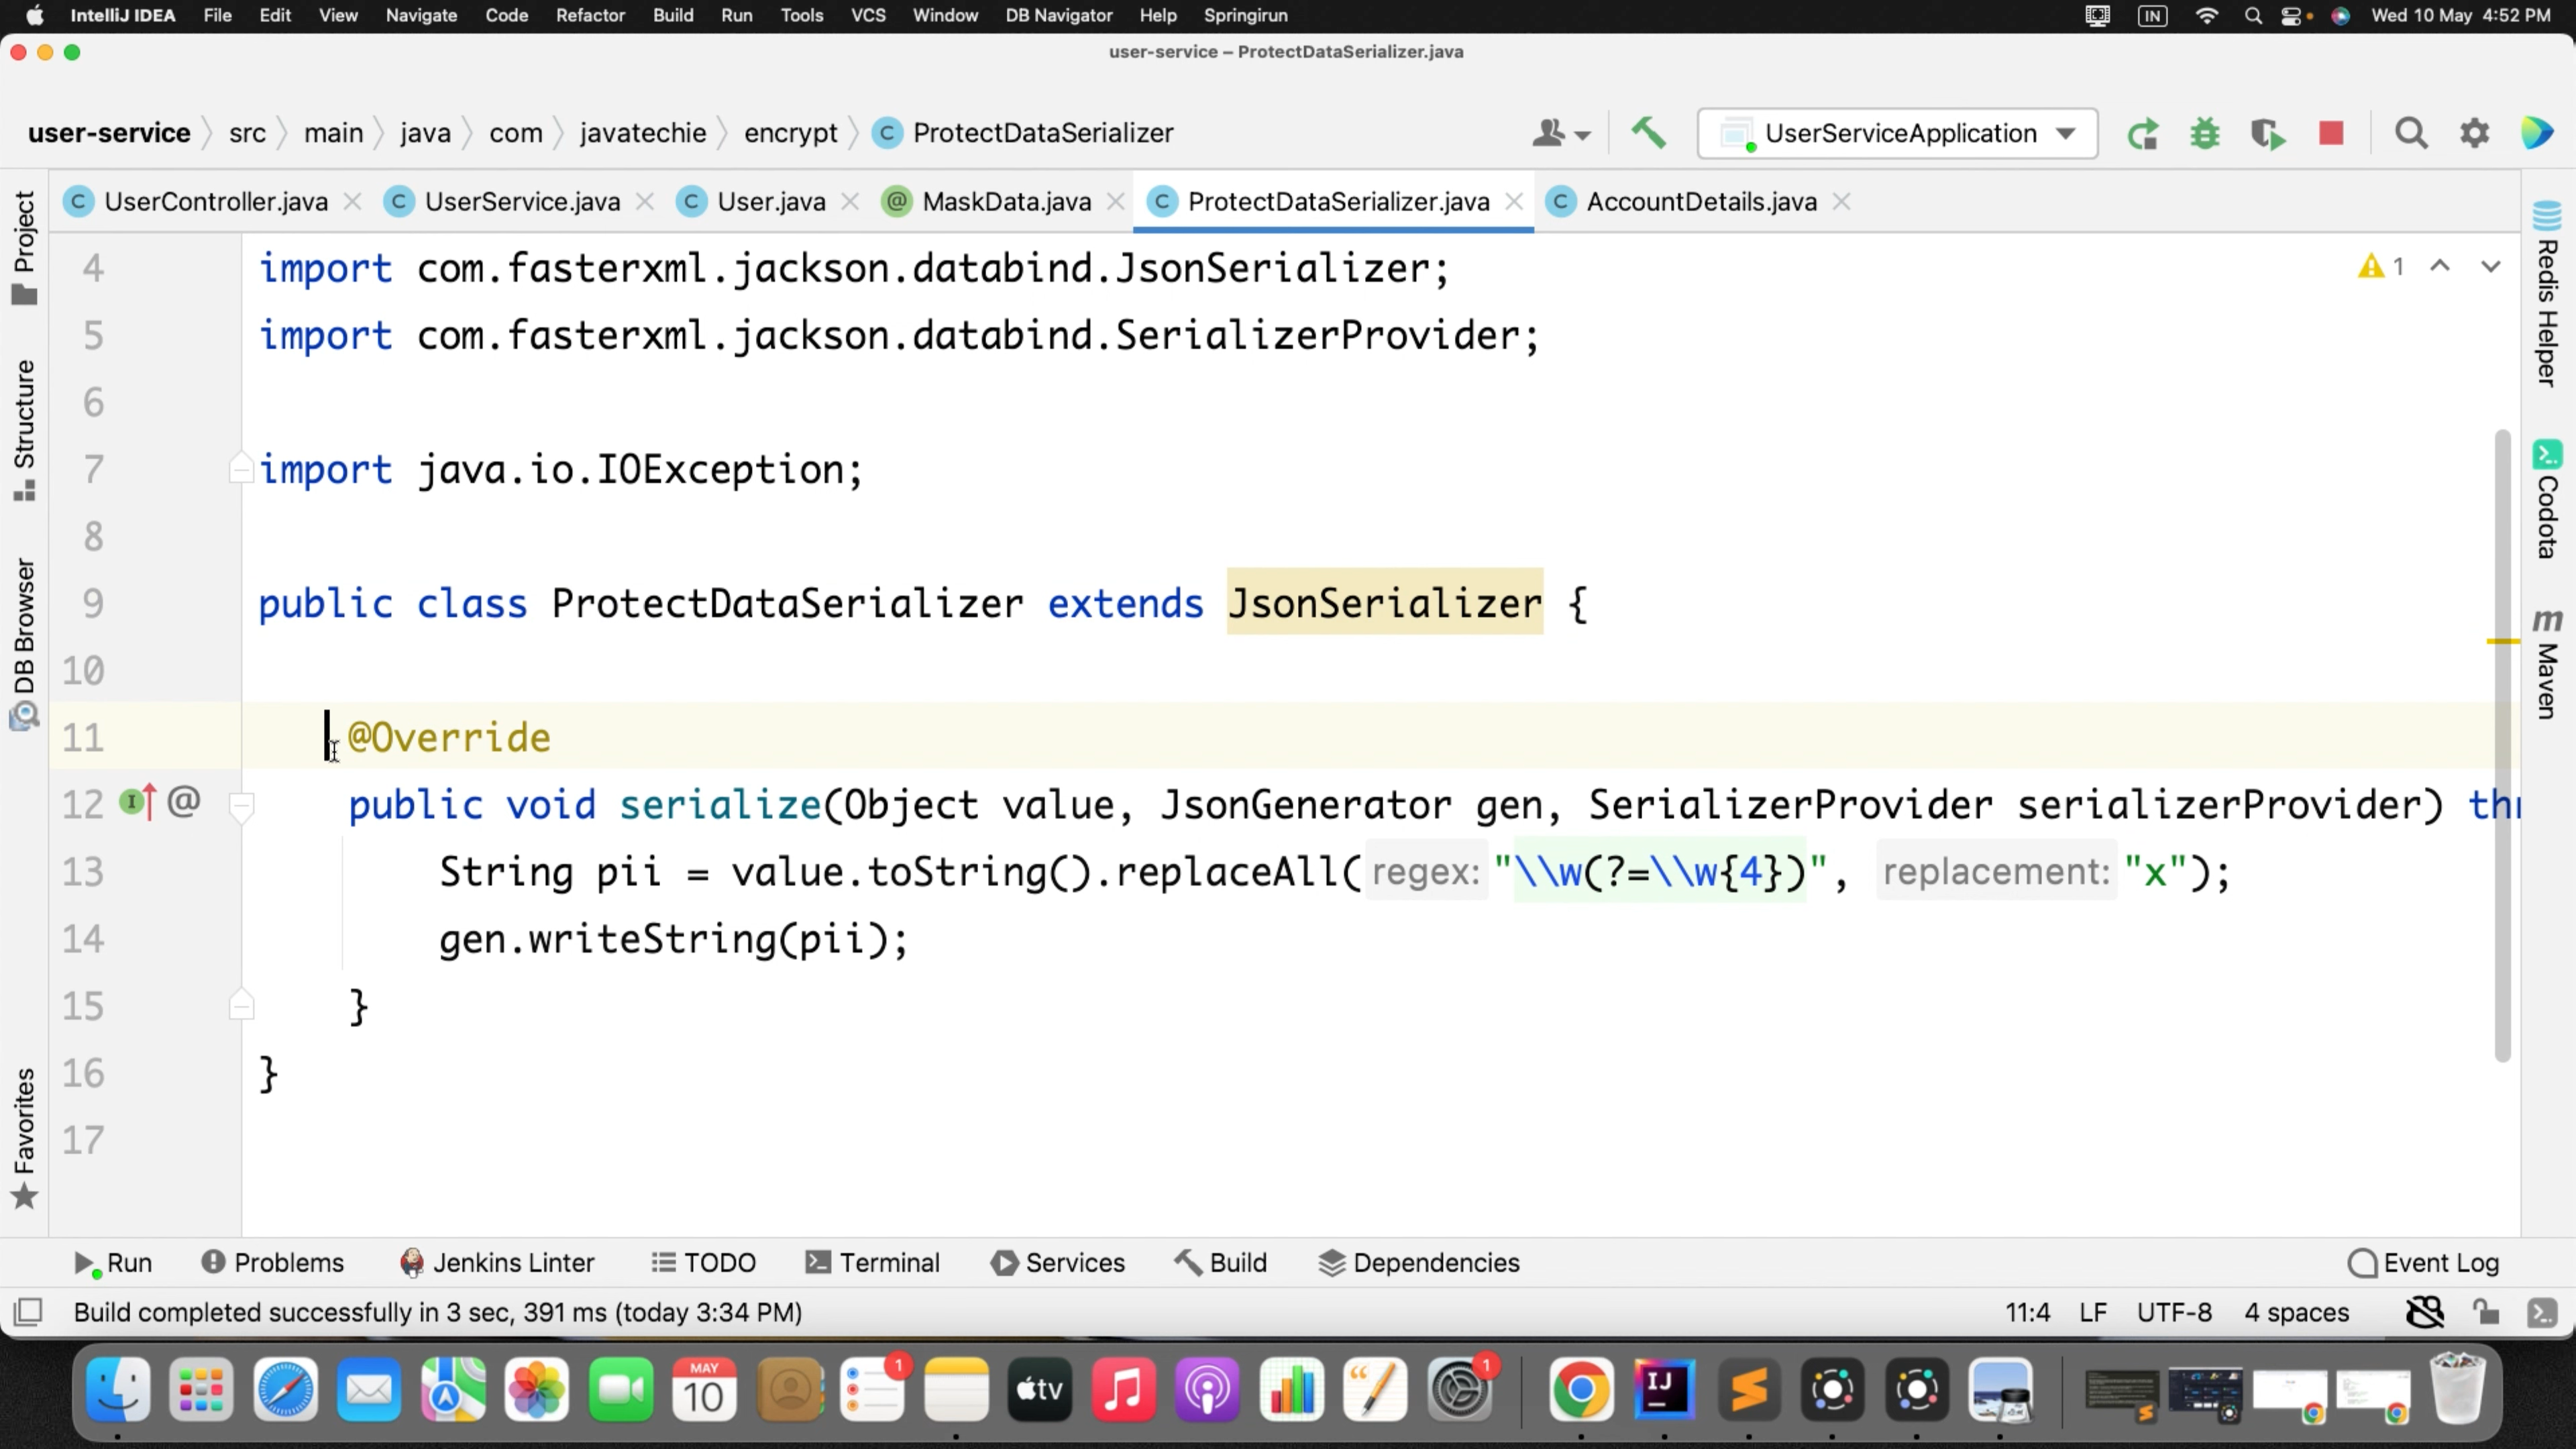 IntelliJ IDEA File Edit View Navigate Code Refactor Build Run Tools VCS Window DB Navigator Help Springirun IN Wed 10 May 4:52 PM
user-service – ProtectDataSerializer.java
user-service src main java com javatechie encrypt C ProtectDataSerializer UserServiceApplication
C UserController.java C UserService.java C User.java @ MaskData.java C ProtectDataSerializer.java C AccountDetails.java
Project
Structure
DB Browser
Favorites
4 import com.fasterxml.jackson.databind.JsonSerializer; 1
5 import com.fasterxml.jackson.databind.SerializerProvider;
6
7 import java.io.IOException;
8
9 public class ProtectDataSerializer extends JsonSerializer {
10
11 @Override
12 I @ public void serialize(Object value, JsonGenerator gen, SerializerProvider serializerProvider) thr
13 String pii = value.toString().replaceAll( regex: "\\w(?=\\w{4})", replacement: "x");
14 gen.writeString(pii);
15 }
16 }
17
Redis Helper
Codota
m Maven
Run Problems Jenkins Linter TODO Terminal Services Build Dependencies Event Log
Build completed successfully in 3 sec, 391 ms (today 3:34 PM) 11:4 LF UTF-8 4 spaces
MAY
10 1 tv 1 IJ